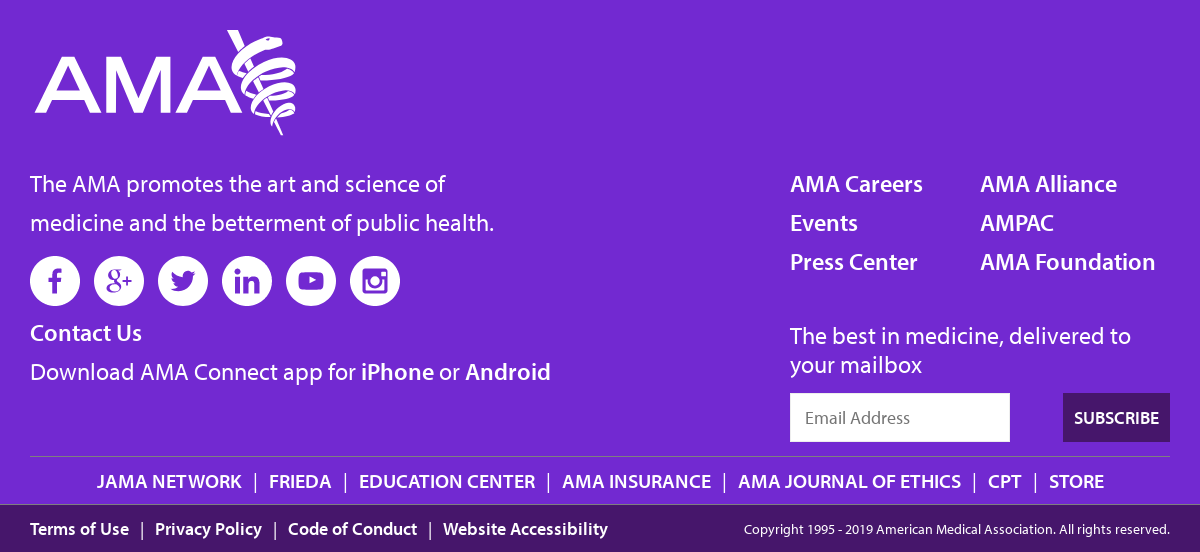 AMA
The AMA promotes the art and science of
medicine and the betterment of public health.
Contact Us
Download AMA Connect app for iPhone or Android
AMA Careers
Events
Press Center
AMA Alliance
AMPAC
AMA Foundation
The best in medicine, delivered to
your mailbox
Email Address
SUBSCRIBE
JAMA NETWORK | FRIEDA | EDUCATION CENTER | AMA INSURANCE | AMA JOURNAL OF ETHICS | CPT | STORE
Terms of Use | Privacy Policy | Code of Conduct | Website Accessibility
Copyright 1995 - 2019 American Medical Association. All rights reserved.